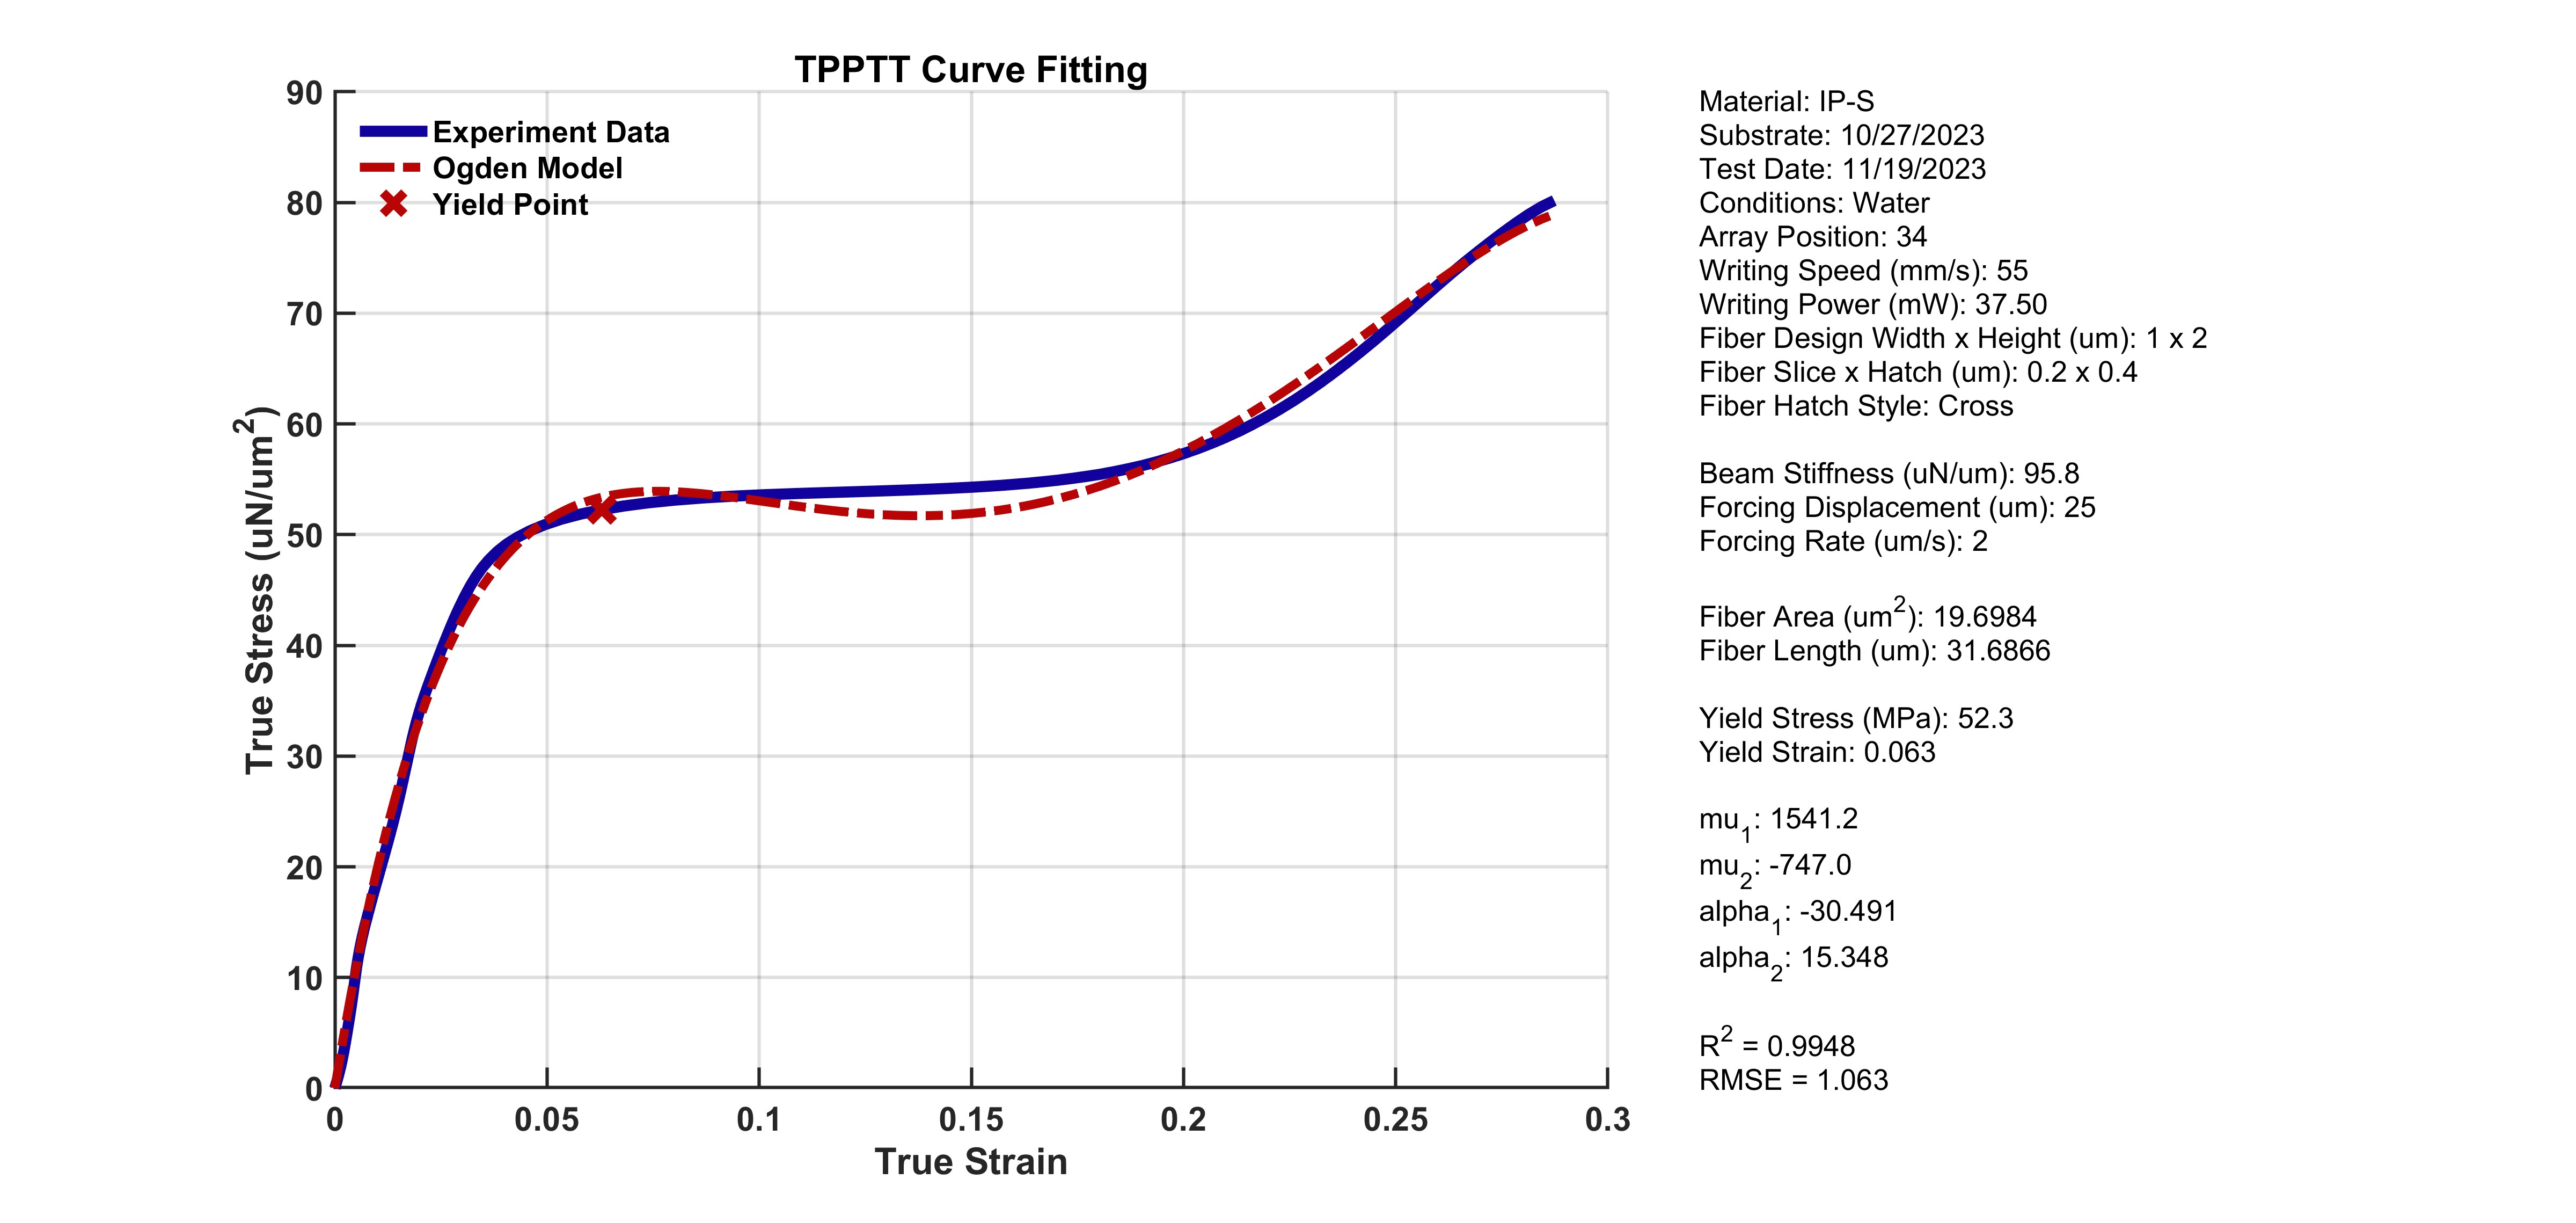 TPPTT Curve Fitting
Experiment Data
Ogden Model
Yield Point
90
80
70
60
50
40
30
20
10
0
True Stress (uN/um²)
0 0.05 0.1 0.15 0.2 0.25 0.3
True Strain
Material: IP-S
Substrate: 10/27/2023
Test Date: 11/19/2023
Conditions: Water
Array Position: 34
Writing Speed (mm/s): 55
Writing Power (mW): 37.50
Fiber Design Width x Height (um): 1 x 2
Fiber Slice x Hatch (um): 0.2 x 0.4
Fiber Hatch Style: Cross
Beam Stiffness (uN/um): 95.8
Forcing Displacement (um): 25
Forcing Rate (um/s): 2
Fiber Area (um²): 19.6984
Fiber Length (um): 31.6866
Yield Stress (MPa): 52.3
Yield Strain: 0.063
mu₁: 1541.2
mu₂: -747.0
alpha₁: -30.491
alpha₂: 15.348
R² = 0.9948
RMSE = 1.063